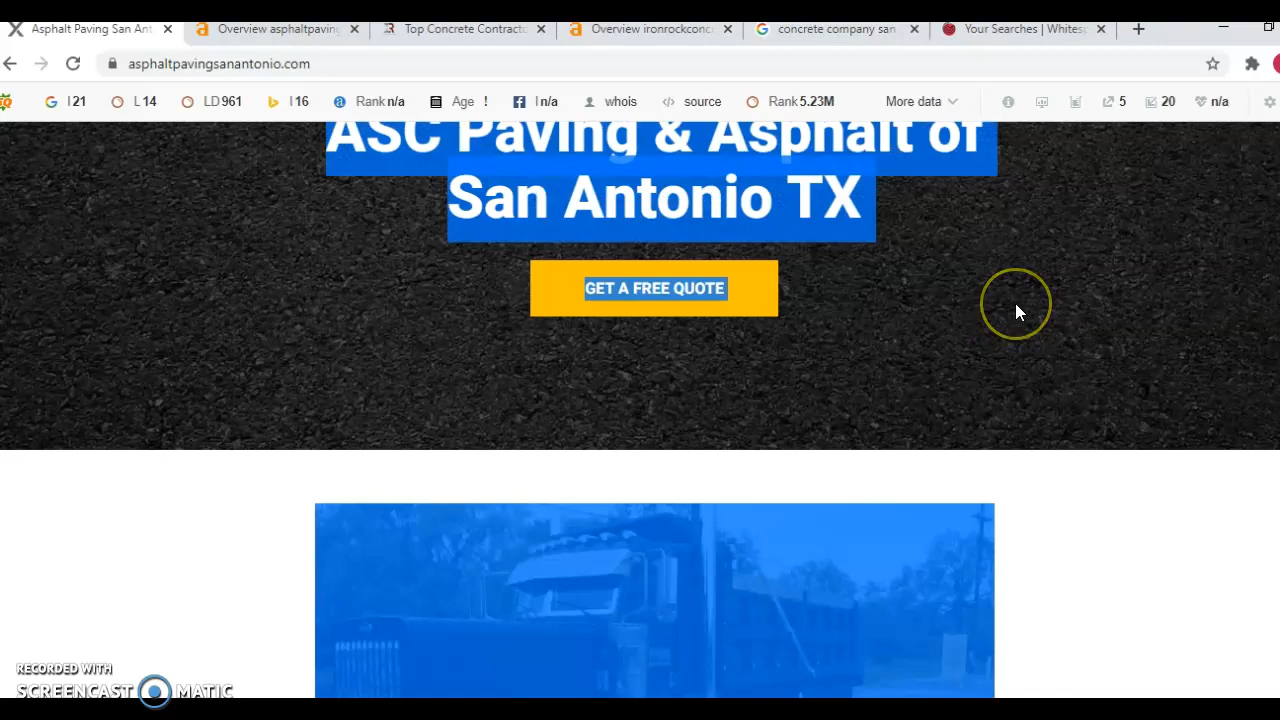 Asphalt Paving San Ant
Overview asphaltpaving
Top Concrete Contracto
Overview ironrockconc
concrete company san
Your Searches | Whitesp
asphaltpavingsanantonio.com
I 21
L 14
LD 961
I 16
Rank n/a
Age !
I n/a
whois
source
Rank 5.23M
More data
5
20
n/a
ASC Paving & Asphalt of
San Antonio TX
GET A FREE QUOTE
RECORDED WITH
SCREENCAST MATIC